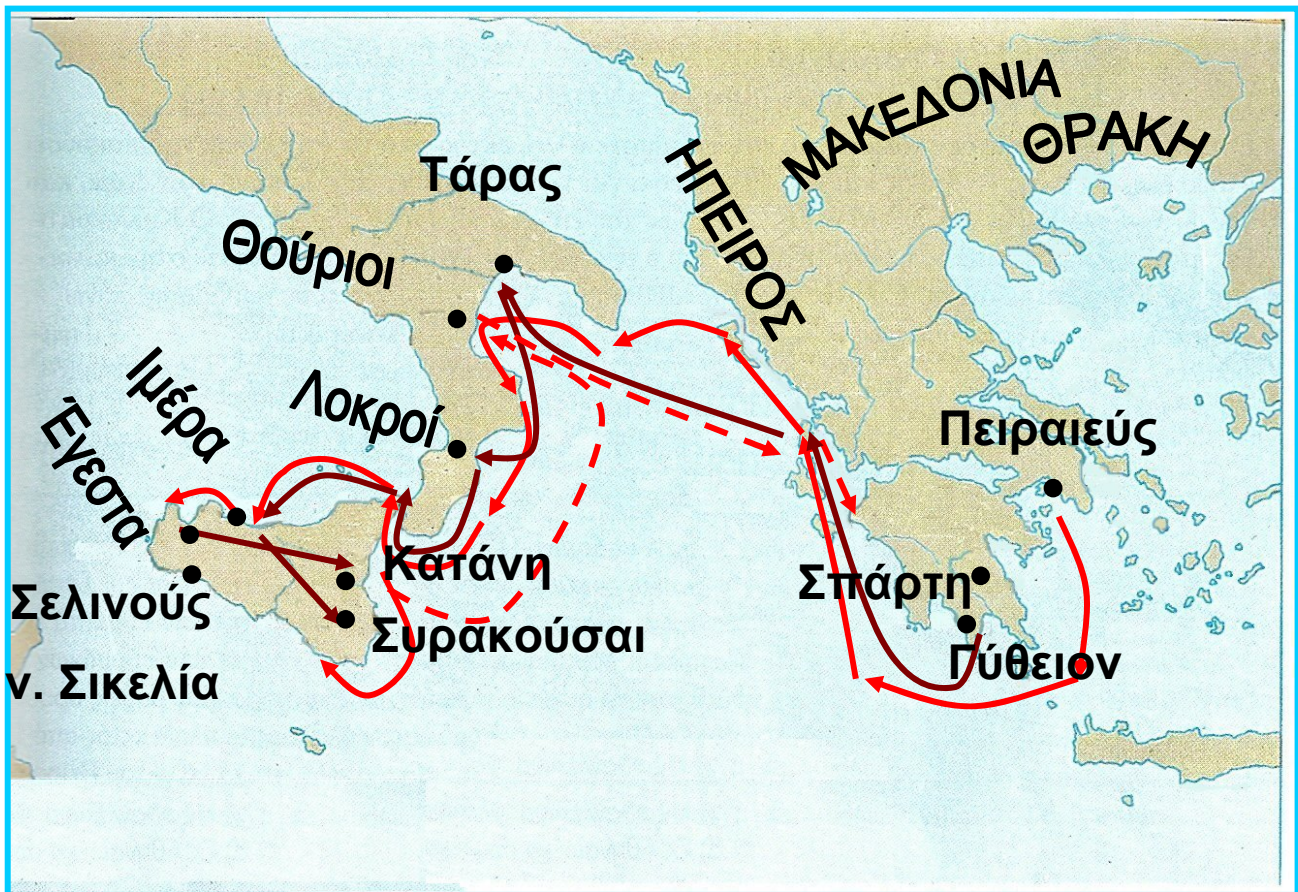 ΜΑΚΕΔΟΝΙΑ
ΘΡΑΚΗ
ΗΠΕΙΡΟΣ
Τάρας
Θούριοι
Ιμέρα
Λοκροί
Έγεστα
Πειραιεύς
Κατάνη
Σπάρτη
Σελινούς
Συρακούσαι
Γύθειον
ν. Σικελία